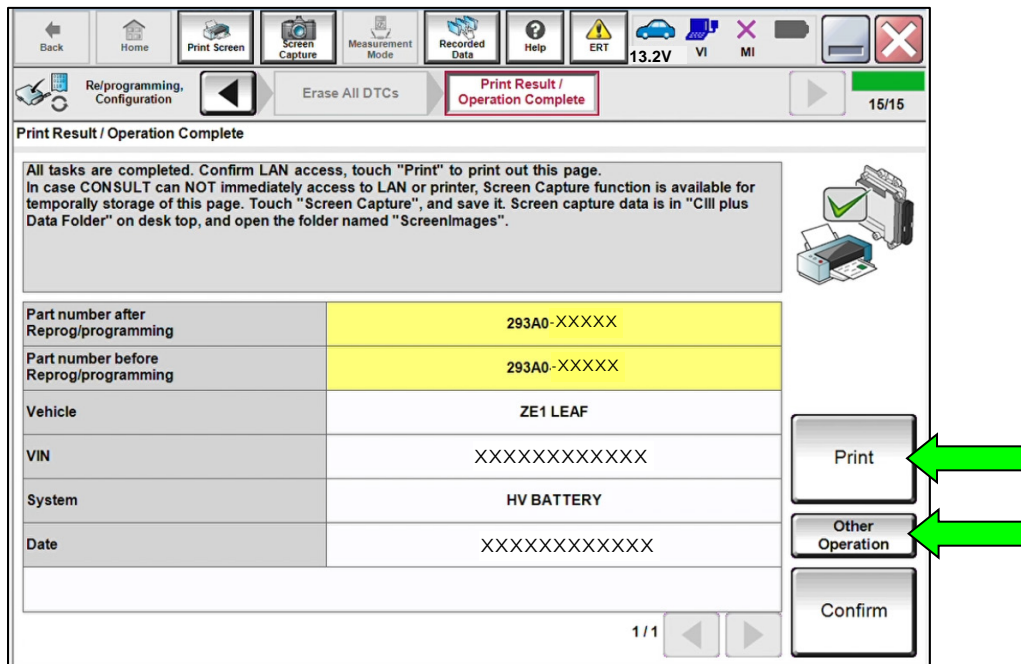 Back
Home
Print Screen
Screen
Capture
Measurement
Mode
Recorded
Data
Help
ERT
13.2V
VI
MI
Re/programming,
Configuration
Erase All DTCs
Print Result /
Operation Complete
15/15
Print Result / Operation Complete
All tasks are completed. Confirm LAN access, touch "Print" to print out this page.
In case CONSULT can NOT immediately access to LAN or printer, Screen Capture function is available for
temporally storage of this page. Touch "Screen Capture", and save it. Screen capture data is in "CIII plus
Data Folder" on desk top, and open the folder named "ScreenImages".
Part number after
Reprog/programming
293A0-XXXXX
Part number before
Reprog/programming
293A0-XXXXX
Vehicle
ZE1 LEAF
VIN
XXXXXXXXXXXX
System
HV BATTERY
Date
XXXXXXXXXXXX
Print
Other
Operation
Confirm
1/1